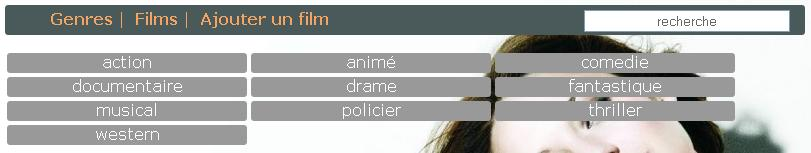 Genres | Films | Ajouter un film recherche
action animé comedie
documentaire drame fantastique
musical policier thriller
western